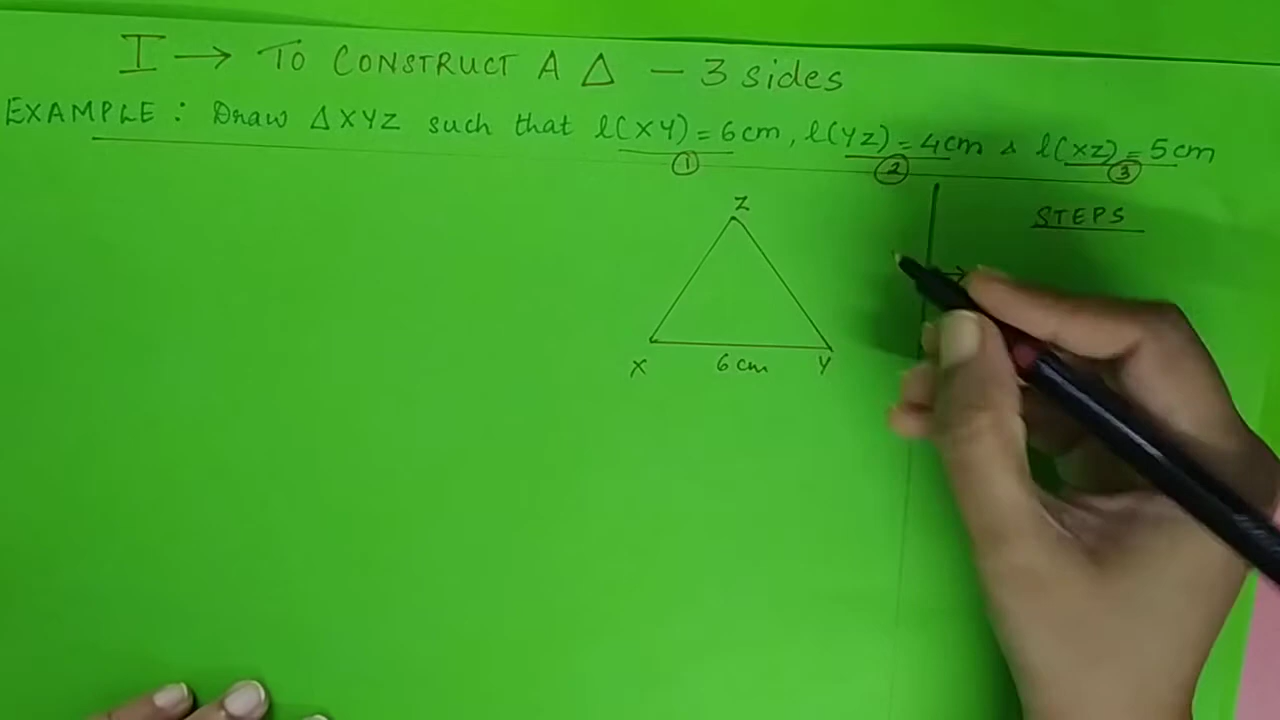 I → TO CONSTRUCT A △ – 3 sides
EXAMPLE : Draw △XYZ such that l(XY) = 6cm, l(YZ) = 4cm & l(XZ) = 5cm
① ② ③
STEPS
Z
X 6 cm Y